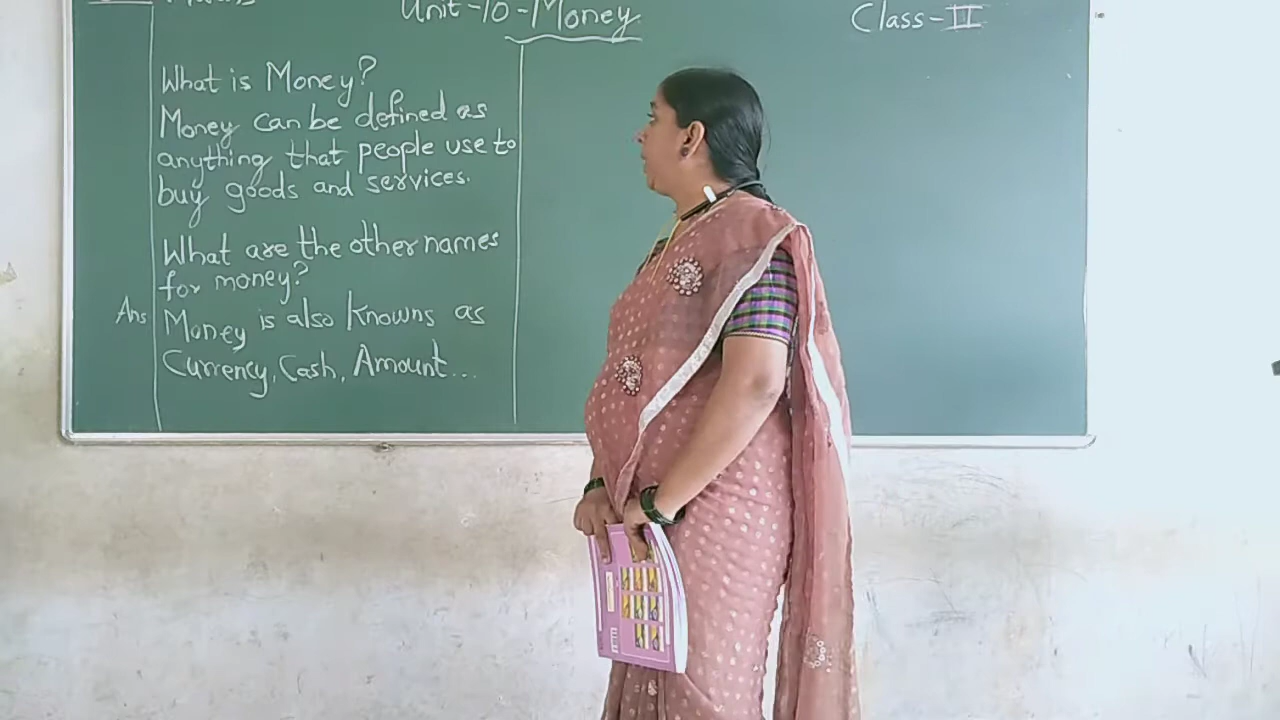 Maths
Unit-10-Money
Class-II
What is Money?
Money can be defined as
anything that people use to
buy goods and services.
What are the other names
for money?
Ans Money is also Knowns as
Currency, Cash, Amount...